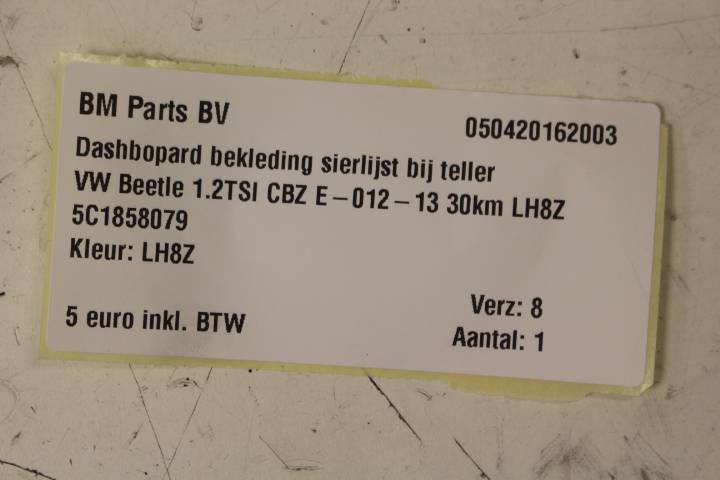 BM Parts BV
050420162003
Dashbopard bekleding sierlijst bij teller
VW Beetle 1.2TSI CBZ E-012-13 30km LH8Z
5C1858079
Kleur: LH8Z
Verz: 8
5 euro inkl. BTW
Aantal: 1